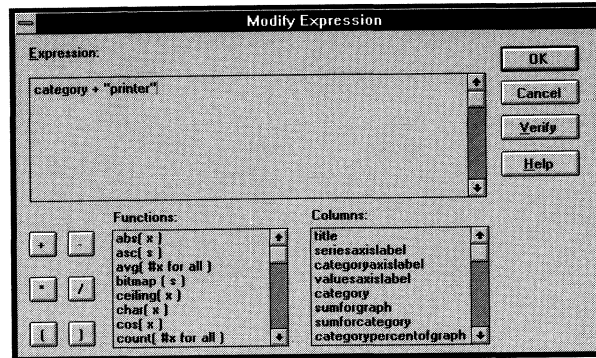 Modify Expression
Expression:
category + "printer"
OK
Cancel
Verify
Help
+ -
* /
( )
Functions:
abs( x )
asc( s )
avg( #x for all )
bitmap ( s )
ceiling( x )
char( x )
cos( x )
count( #x for all )
Columns:
title
seriesaxislabel
categoryaxislabel
valuesaxislabel
category
sumforgraph
sumforcategory
categorypercentofgraph